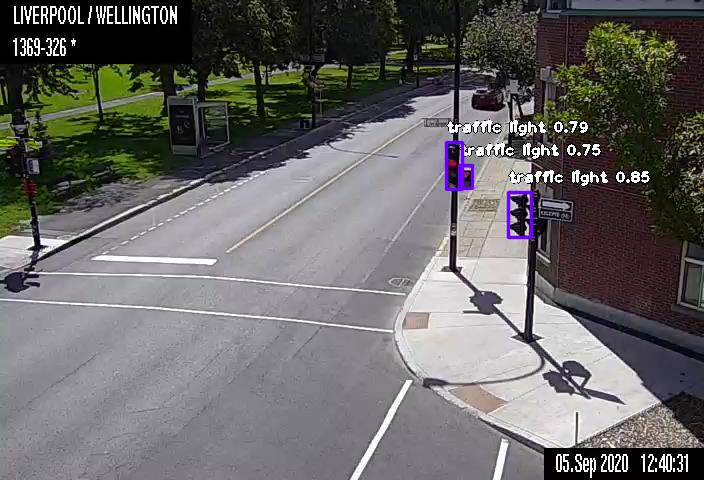 LIVERPOOL / WELLINGTON
1369-326 *
traffic light 0.79
traffic light 0.75
traffic light 0.85
05.Sep 2020 12:40:31